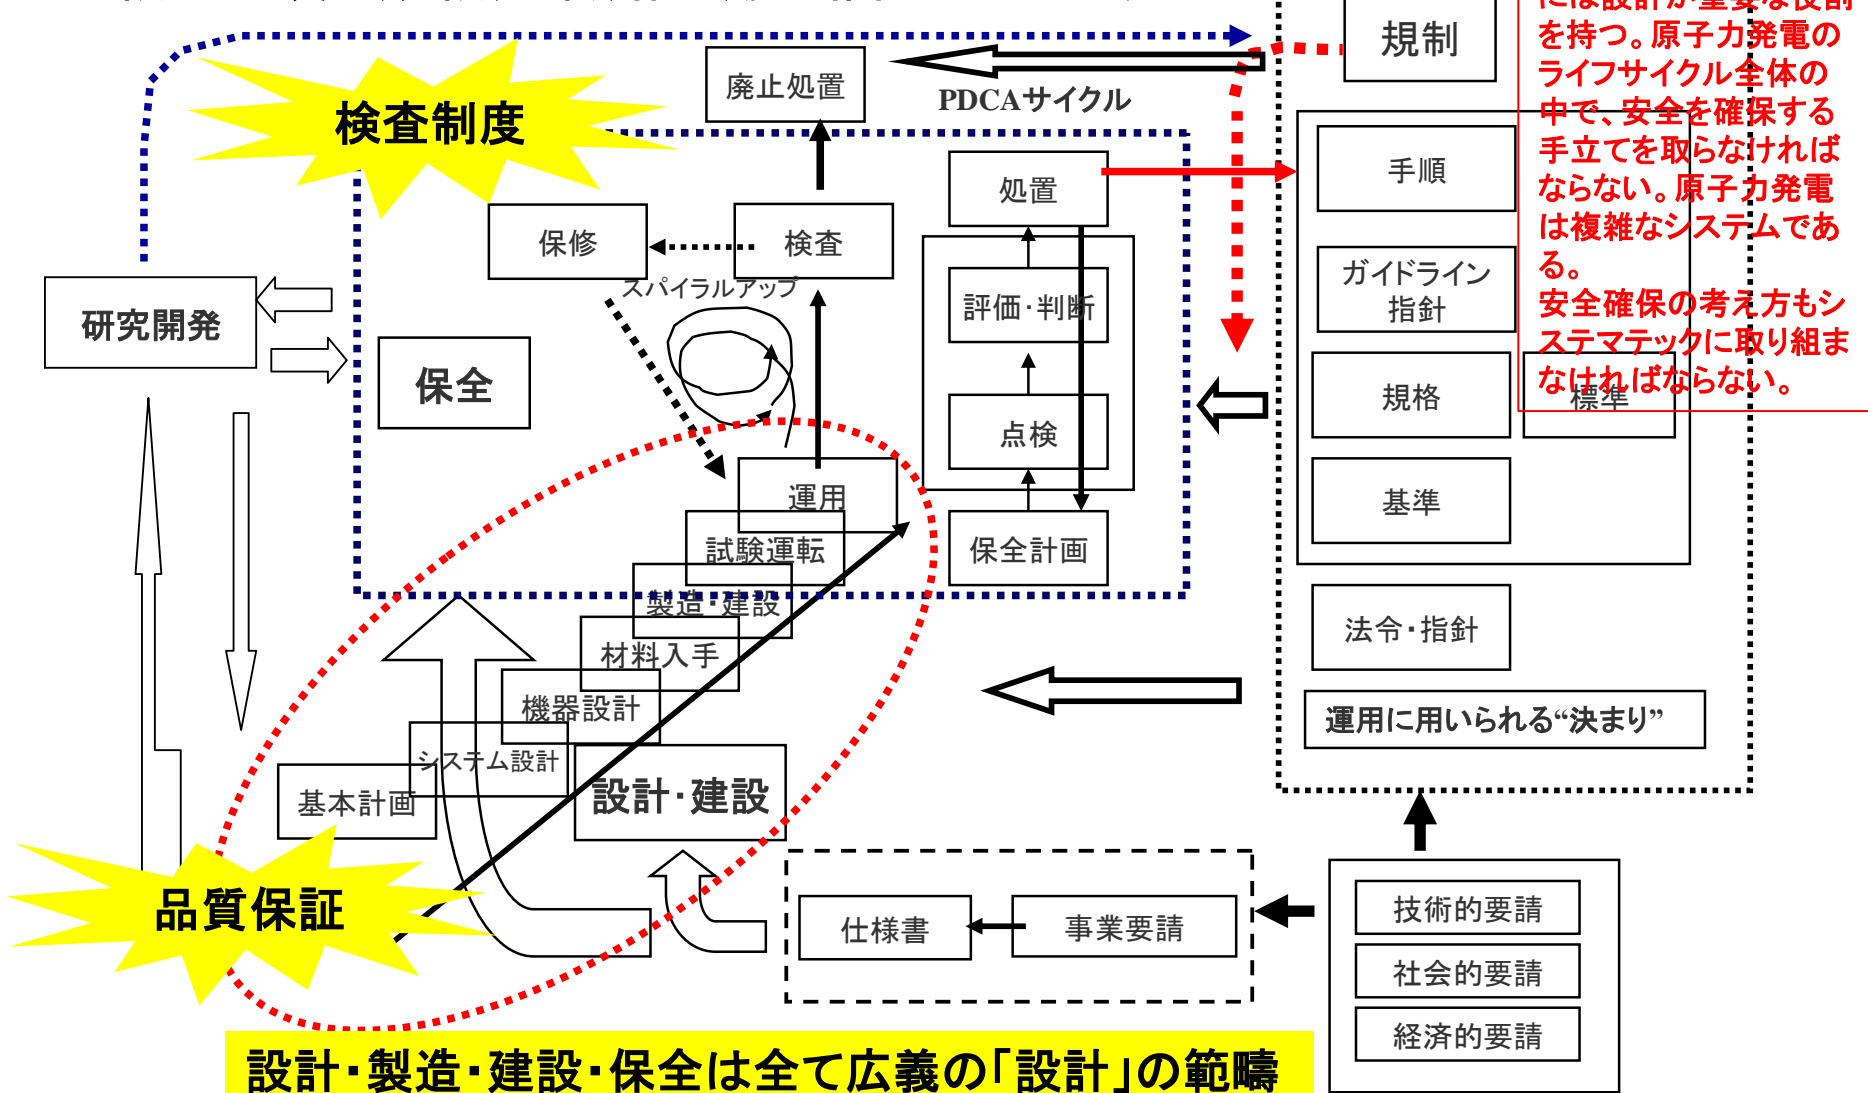 規制
には設計が重要な役割
を持つ。原子力発電の
ライフサイクル全体の
中で、安全を確保する
手立てを取らなければ
ならない。原子力発電
は複雑なシステムであ
る。
安全確保の考え方もシ
ステマテックに取り組ま
なければならない。
廃止処置
PDCAサイクル
検査制度
手順
処置
保修
検査
スパイラルアップ
ガイドライン
指針
評価・判断
研究開発
保全
規格
標準
点検
運用
基準
試験運転
保全計画
製造・建設
法令・指針
材料入手
機器設計
運用に用いられる“決まり”
システム設計
基本計画
設計・建設
品質保証
仕様書
事業要請
技術的要請
社会的要請
経済的要請
設計・製造・建設・保全は全て広義の「設計」の範疇